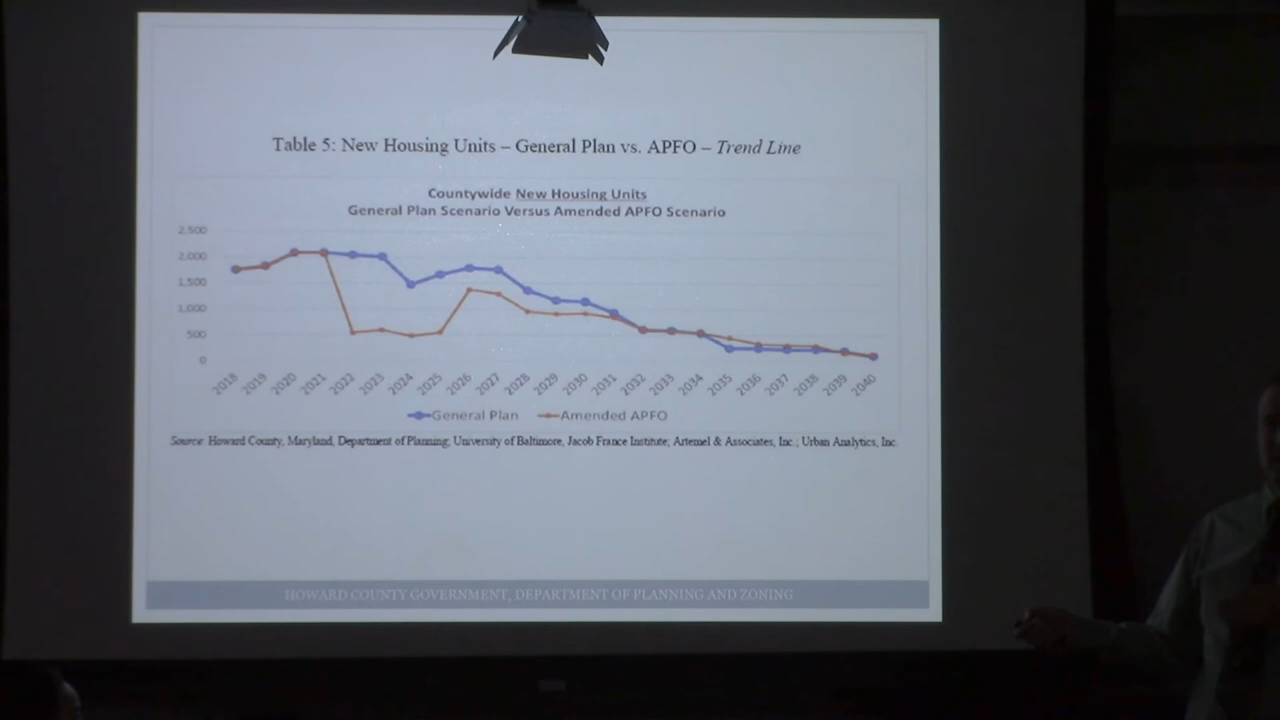 Table 5: New Housing Units – General Plan vs. APFO – Trend Line
Countywide New Housing Units
General Plan Scenario Versus Amended APFO Scenario
2,500
2,000
1,500
1,000
500
0
2018 2019 2020 2021 2022 2023 2024 2025 2026 2027 2028 2029 2030 2031 2032 2033 2034 2035 2036 2037 2038 2039 2040
General Plan Amended APFO
Source: Howard County, Maryland, Department of Planning; University of Baltimore, Jacob France Institute; Artemel & Associates, Inc.; Urban Analytics, Inc.
HOWARD COUNTY GOVERNMENT, DEPARTMENT OF PLANNING AND ZONING